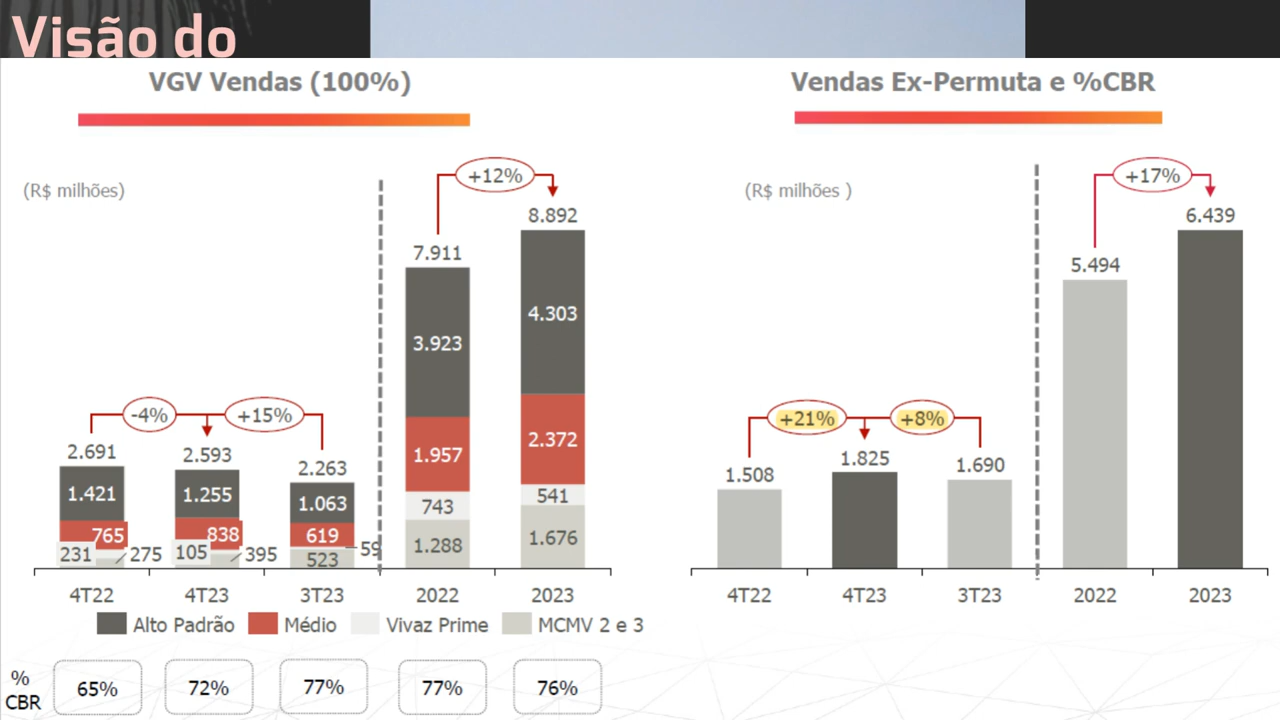 Visão do
VGV Vendas (100%)
(R$ milhões)
+12%
8.892
7.911
4.303
3.923
2.372
1.957
541
743
1.676
1.288
-4%
+15%
2.691
2.593
2.263
1.421
1.255
1.063
765
838
619
231
275
105
395
59
523
4T22
4T23
3T23
2022
2023
Alto Padrão
Médio
Vivaz Prime
MCMV 2 e 3
%
CBR
65%
72%
77%
77%
76%
Vendas Ex-Permuta e %CBR
(R$ milhões )
+17%
6.439
5.494
+21%
+8%
1.508
1.825
1.690
4T22
4T23
3T23
2022
2023